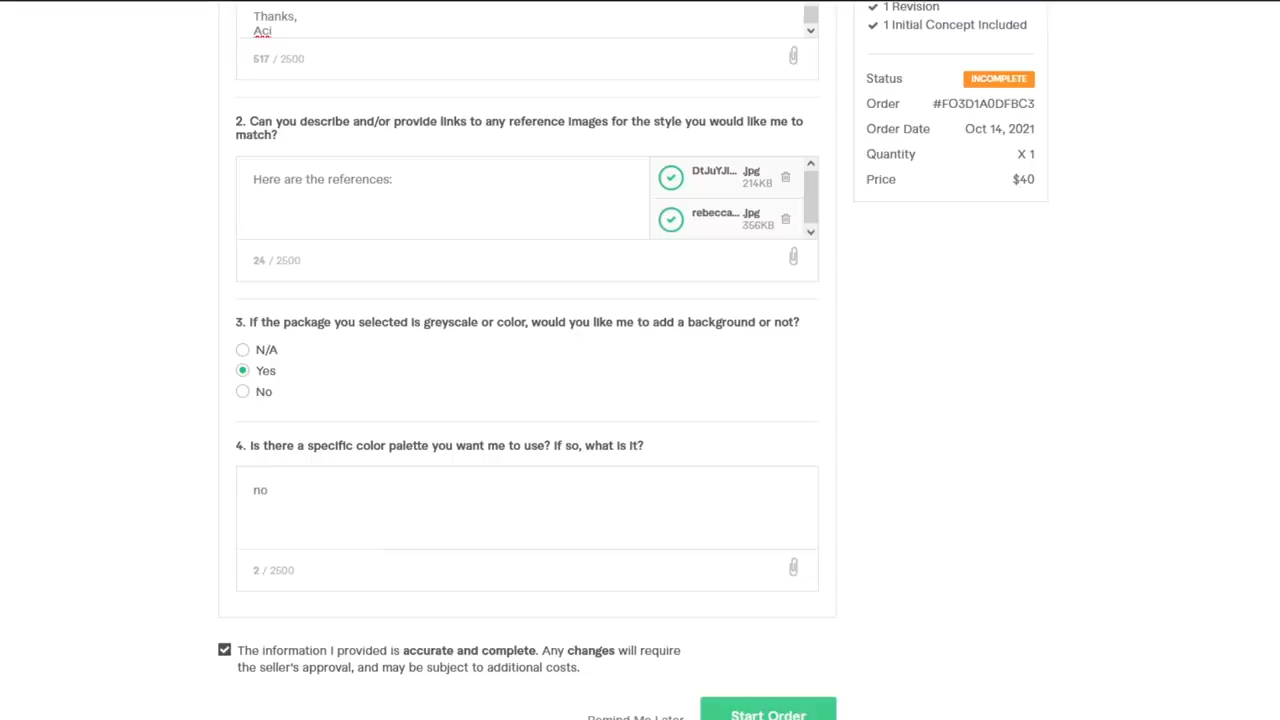 Thanks,
Aci
517 / 2500
2. Can you describe and/or provide links to any reference images for the style you would like me to
match?
Here are the references:
DtJuYJI... .jpg
214KB
rebecca... .jpg
356KB
24 / 2500
3. If the package you selected is greyscale or color, would you like me to add a background or not?
N/A
Yes
No
4. Is there a specific color palette you want me to use? If so, what is it?
no
2 / 2500
The information I provided is accurate and complete. Any changes will require
the seller's approval, and may be subject to additional costs.
Remind Me Later
Start Order
1 Revision
1 Initial Concept Included
Status INCOMPLETE
Order #FO3D1A0DFBC3
Order Date Oct 14, 2021
Quantity X 1
Price $40